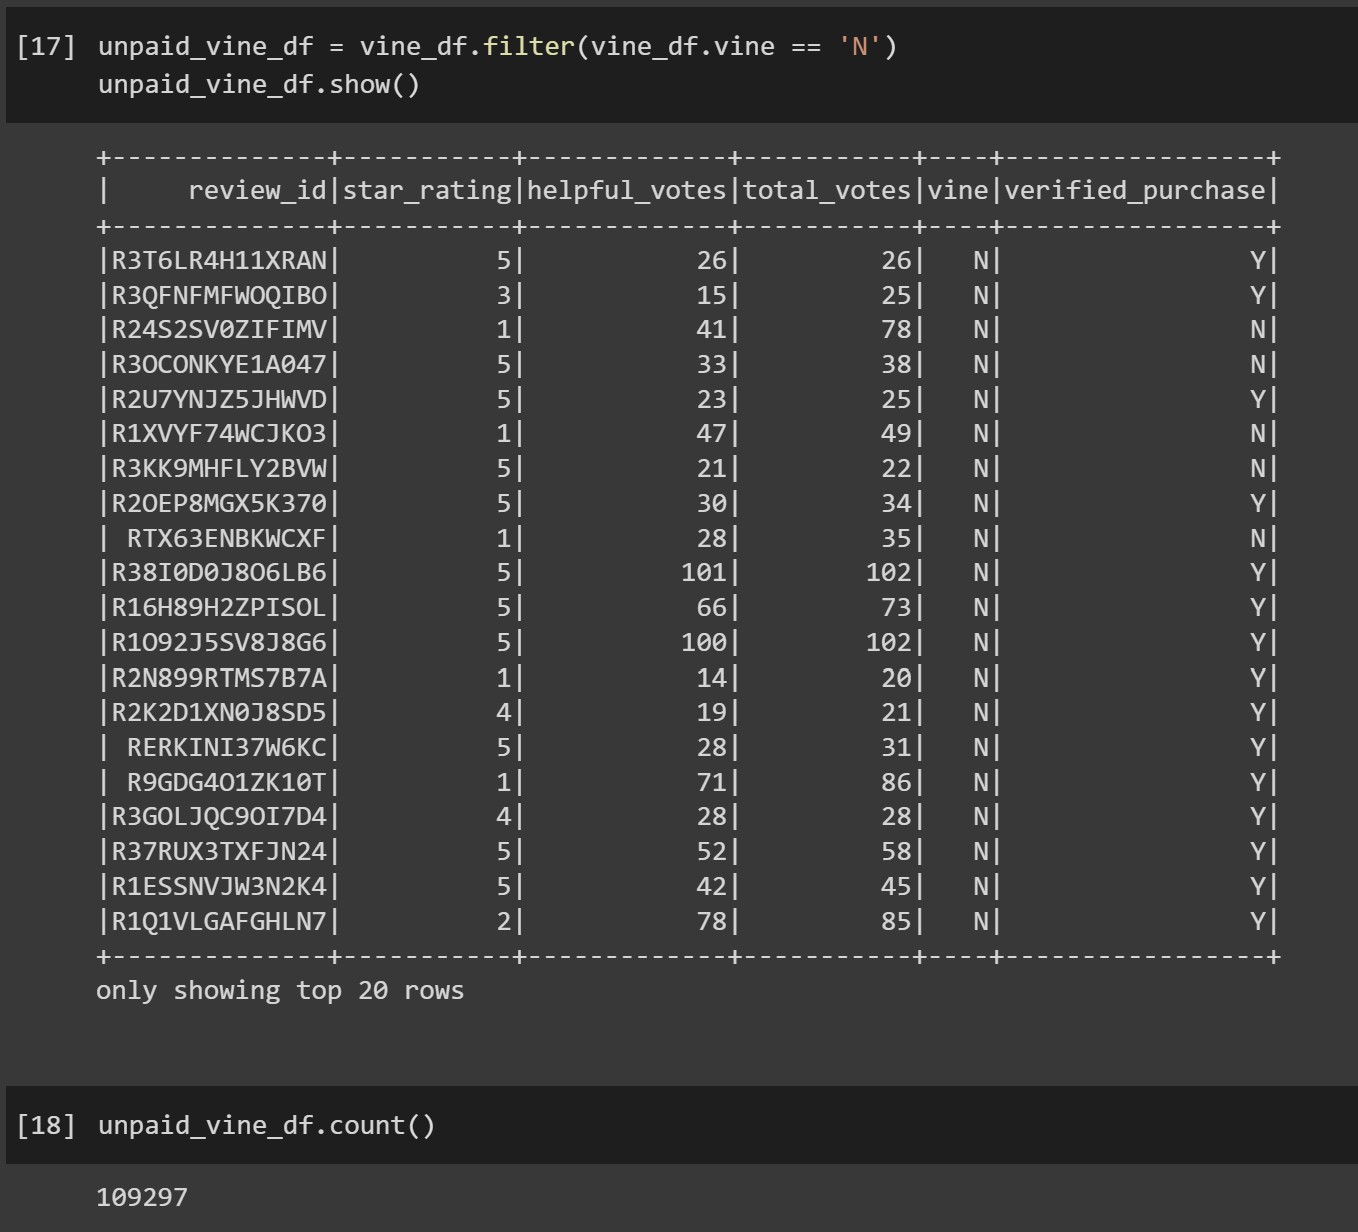 [17] unpaid_vine_df = vine_df.filter(vine_df.vine == 'N')
unpaid_vine_df.show()
+--------------+-----------+-------------+-----------+----+-----------------+
|     review_id|star_rating|helpful_votes|total_votes|vine|verified_purchase|
+--------------+-----------+-------------+-----------+----+-----------------+
|R3T6LR4H11XRAN|          5|           26|         26|   N|                Y|
|R3QFNFMFWOQIBO|          3|           15|         25|   N|                Y|
|R24S2SV0ZIFIMV|          1|           41|         78|   N|                N|
|R3OCONKYE1A047|          5|           33|         38|   N|                N|
|R2U7YNJZ5JHWVD|          5|           23|         25|   N|                Y|
|R1XVYF74WCJKO3|          1|           47|         49|   N|                N|
|R3KK9MHFLY2BVW|          5|           21|         22|   N|                N|
|R2OEP8MGX5K370|          5|           30|         34|   N|                Y|
| RTX63ENBKWCXF|          1|           28|         35|   N|                N|
|R38I0D0J8O6LB6|          5|          101|        102|   N|                Y|
|R16H89H2ZPISOL|          5|           66|         73|   N|                Y|
|R1O92J5SV8J8G6|          5|          100|        102|   N|                Y|
|R2N899RTMS7B7A|          1|           14|         20|   N|                Y|
|R2K2D1XN0J8SD5|          4|           19|         21|   N|                Y|
| RERKINI37W6KC|          5|           28|         31|   N|                Y|
| R9GDG4O1ZK10T|          1|           71|         86|   N|                Y|
|R3GOLJQC9OI7D4|          4|           28|         28|   N|                Y|
|R37RUX3TXFJN24|          5|           52|         58|   N|                Y|
|R1ESSNVJW3N2K4|          5|           42|         45|   N|                Y|
|R1Q1VLGAFGHLN7|          2|           78|         85|   N|                Y|
+--------------+-----------+-------------+-----------+----+-----------------+
only showing top 20 rows
[18] unpaid_vine_df.count()
109297